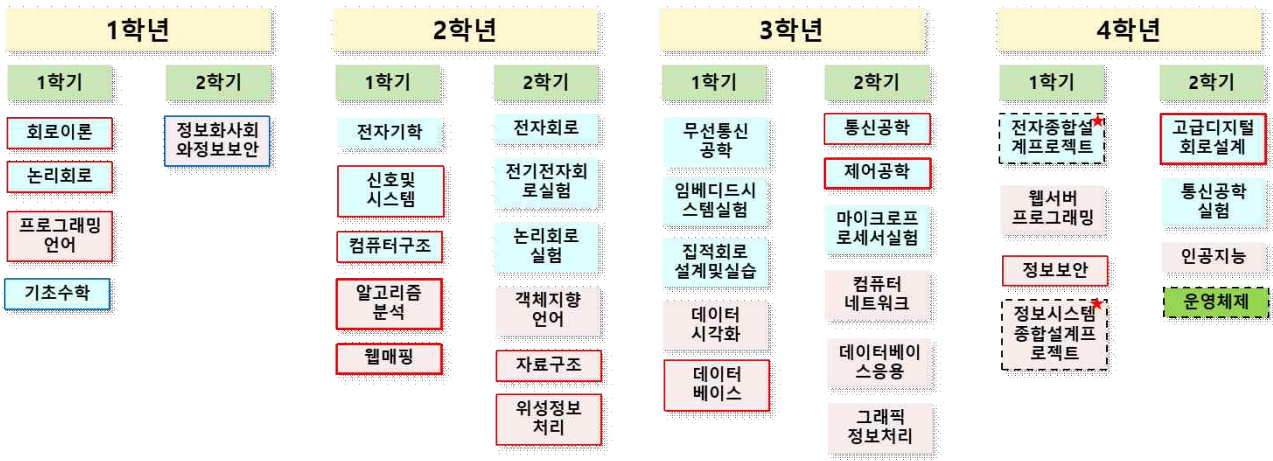 1학년
1학기
회로이론
논리회로
프로그래밍
언어
기초수학
2학기
정보화사회
와정보보안
2학년
1학기
전자기학
신호및
시스템
컴퓨터구조
알고리즘
분석
웹매핑
2학기
전자회로
전기전자회
로실험
논리회로
실험
객체지향
언어
자료구조
위성정보
처리
3학년
1학기
무선통신
공학
임베디드시
스템실험
집적회로
설계및실습
데이터
시각화
데이터
베이스
2학기
통신공학
제어공학
마이크로프
로세서실험
컴퓨터
네트워크
데이터베이
스응용
그래픽
정보처리
4학년
1학기
전자종합설
계프로젝트
웹서버
프로그래밍
정보보안
정보시스템
종합설계프
로젝트
2학기
고급디지털
회로설계
통신공학
실험
인공지능
운영체제